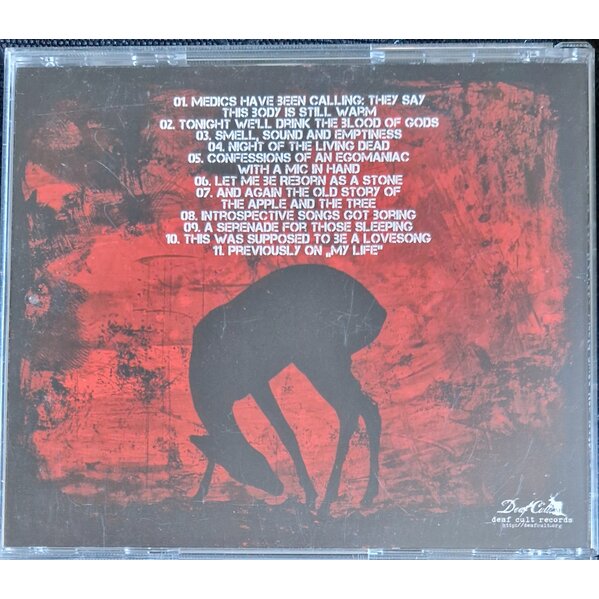 01. MEDICS HAVE BEEN CALLING; THEY SAY
THIS BODY IS STILL WARM
02. TONIGHT WE'LL DRINK THE BLOOD OF GODS
03. SMELL, SOUND AND EMPTINESS
04. NIGHT OF THE LIVING DEAD
05. CONFESSIONS OF AN EGOMANIAC
WITH A MIC IN HAND
06. LET ME BE REBORN AS A STONE
07. AND AGAIN THE OLD STORY OF
THE APPLE AND THE TREE
08. INTROSPECTIVE SONGS GOT BORING
09. A SERENADE FOR THOSE SLEEPING
10. THIS WAS SUPPOSED TO BE A LOVESONG
11. PREVIOUSLY ON „MY LIFE"
Deaf Cult
deaf cult records
http://deafcult.org